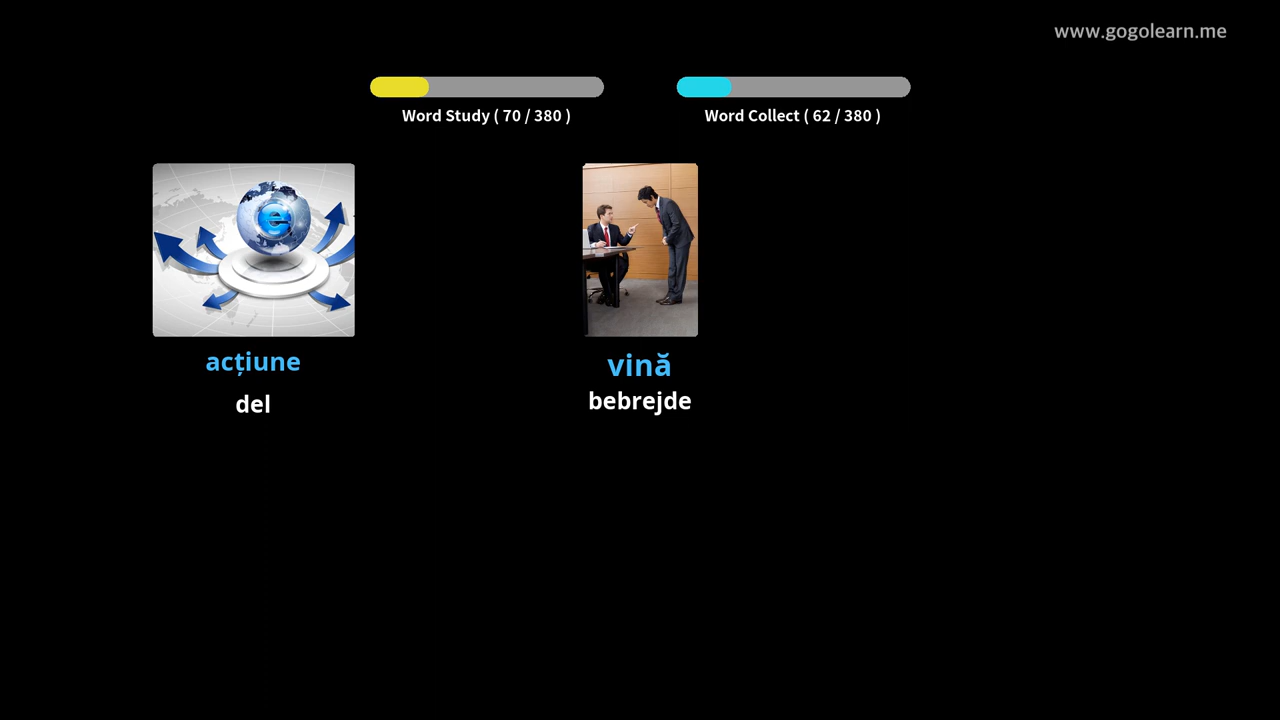 www.gogolearn.me
Word Study ( 70 / 380 )
Word Collect ( 62 / 380 )
e
acțiune
del
vină
bebrejde